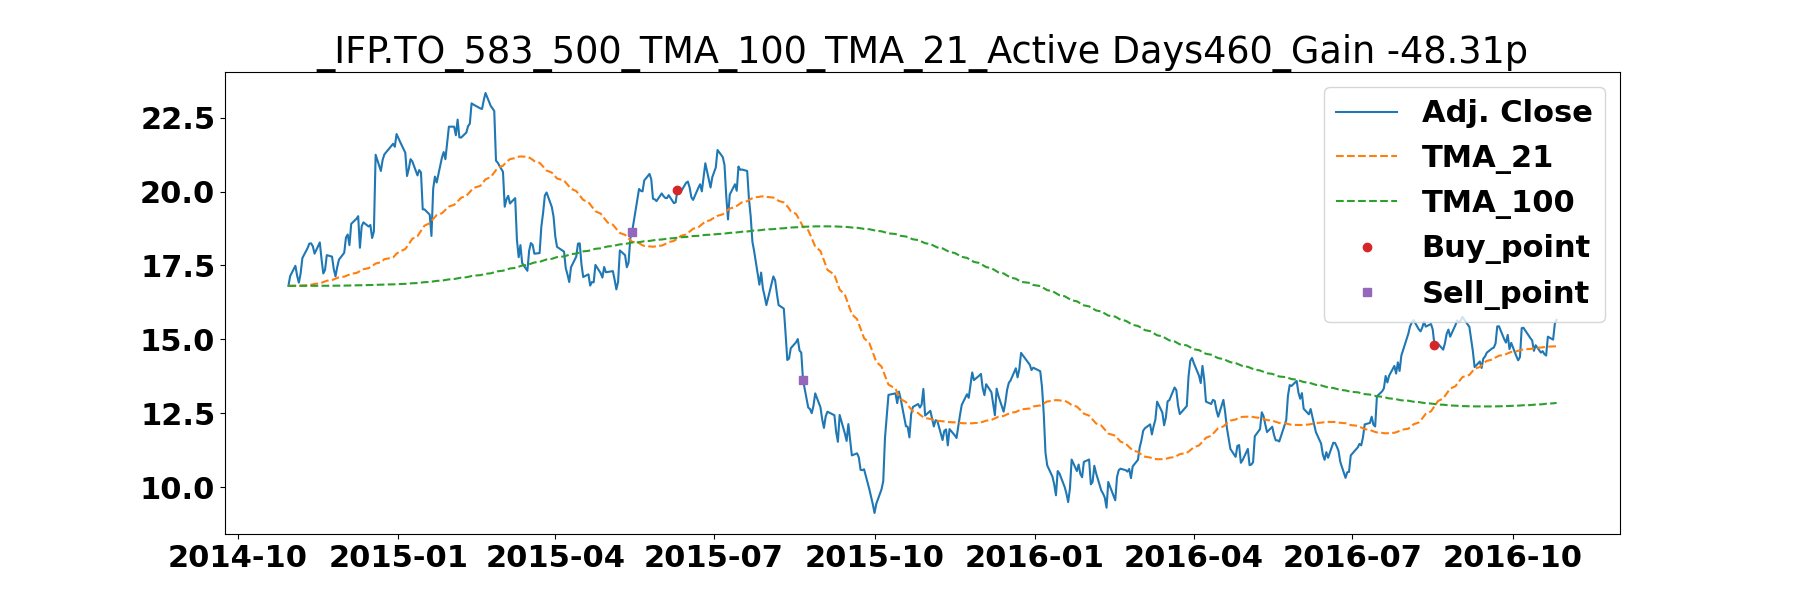 _IFP.TO_583_500_TMA_100_TMA_21_Active Days460_Gain -48.31p
22.5
20.0
17.5
15.0
12.5
10.0
Adj. Close
TMA_21
TMA_100
Buy_point
Sell_point
2014-10 2015-01 2015-04 2015-07 2015-10 2016-01 2016-04 2016-07 2016-10